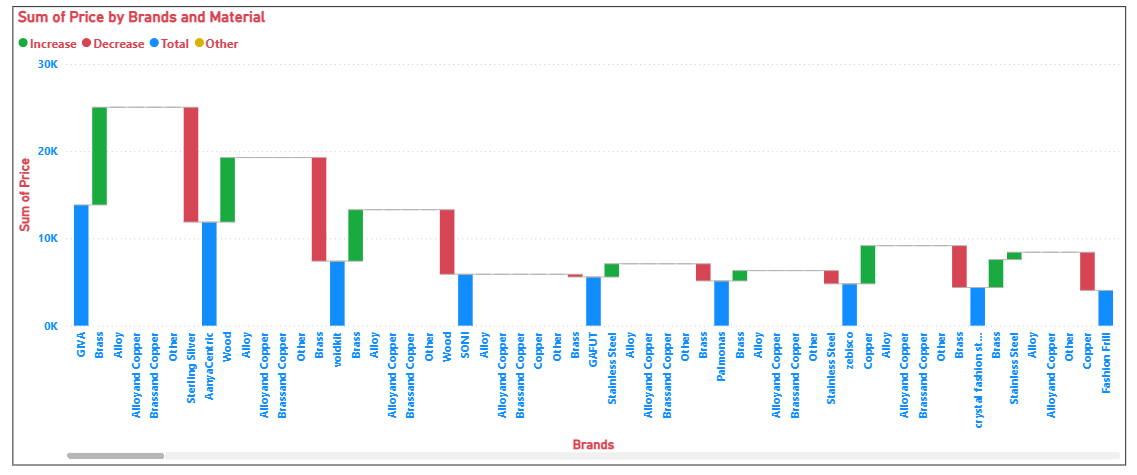 Sum of Price by Brands and Material
Increase Decrease Total Other
30K
20K
10K
0K
Sum of Price
GIVA
Brass
Alloy
Alloyand Copper
Brassand Copper
Other
Sterling Silver
AanyaCentric
Wood
Alloy
Alloyand Copper
Brassand Copper
Other
Brass
voldikit
Brass
Alloy
Alloyand Copper
Brassand Copper
Other
Wood
SONI
Alloy
Alloyand Copper
Brassand Copper
Copper
Other
Brass
GAFUT
Stainless Steel
Alloy
Alloyand Copper
Brassand Copper
Other
Brass
Palmonas
Brass
Alloy
Alloyand Copper
Brassand Copper
Other
Stainless Steel
zebisco
Copper
Alloy
Alloyand Copper
Brassand Copper
Other
Brass
crystal fashion st...
Brass
Stainless Steel
Alloy
Alloyand Copper
Other
Copper
Fashion Frill
Brands